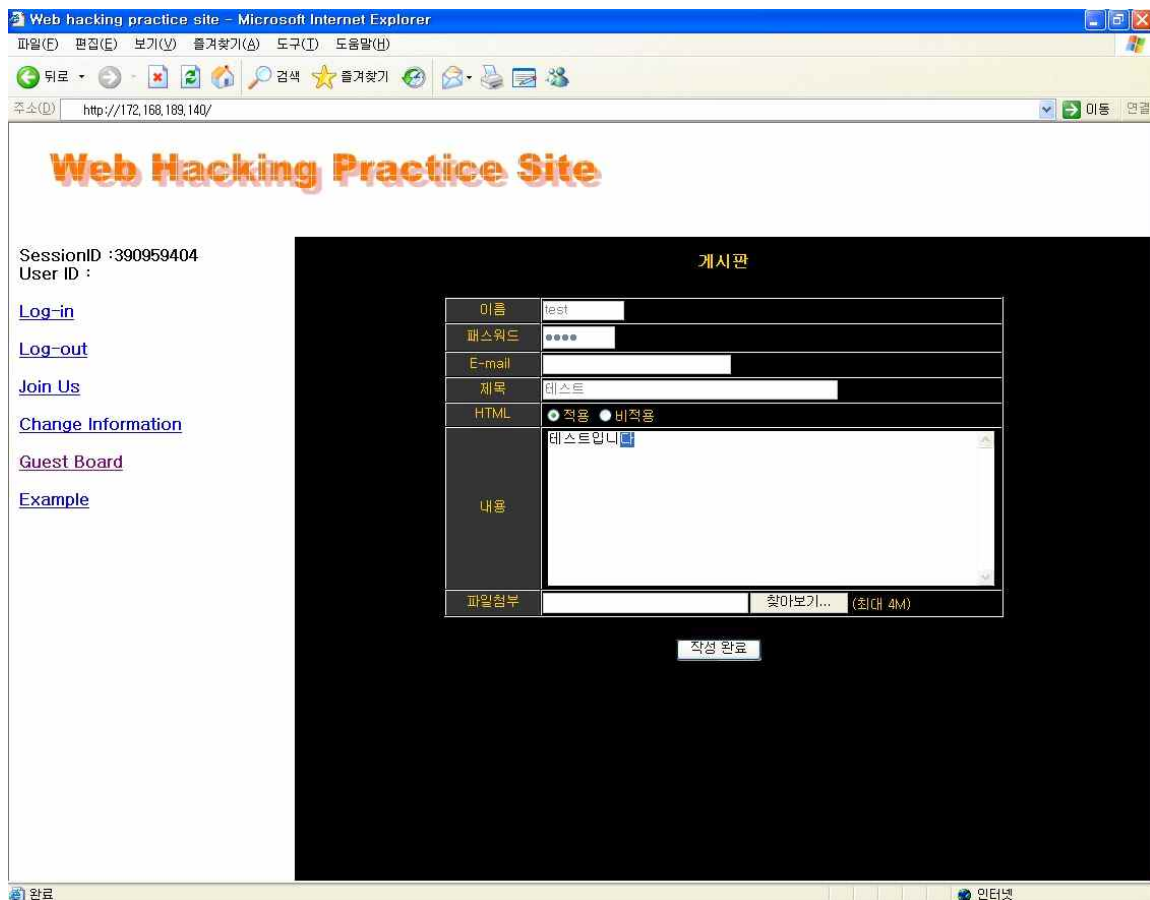 Web hacking practice site - Microsoft Internet Explorer
파일(F) 편집(E) 보기(V) 즐겨찾기(A) 도구(T) 도움말(H)
뒤로 검색 즐겨찾기
주소(D) http://172.168.189.140/ 이동 연결
Web Hacking Practice Site
SessionID :390959404
User ID :
Log-in
Log-out
Join Us
Change Information
Guest Board
Example
게시판
이름 test
패스워드 ●●●●
E-mail
제목 테스트
HTML 적용 비적용
내용 테스트입니다
파일첨부 찾아보기... (최대 4M)
작성 완료
완료 인터넷